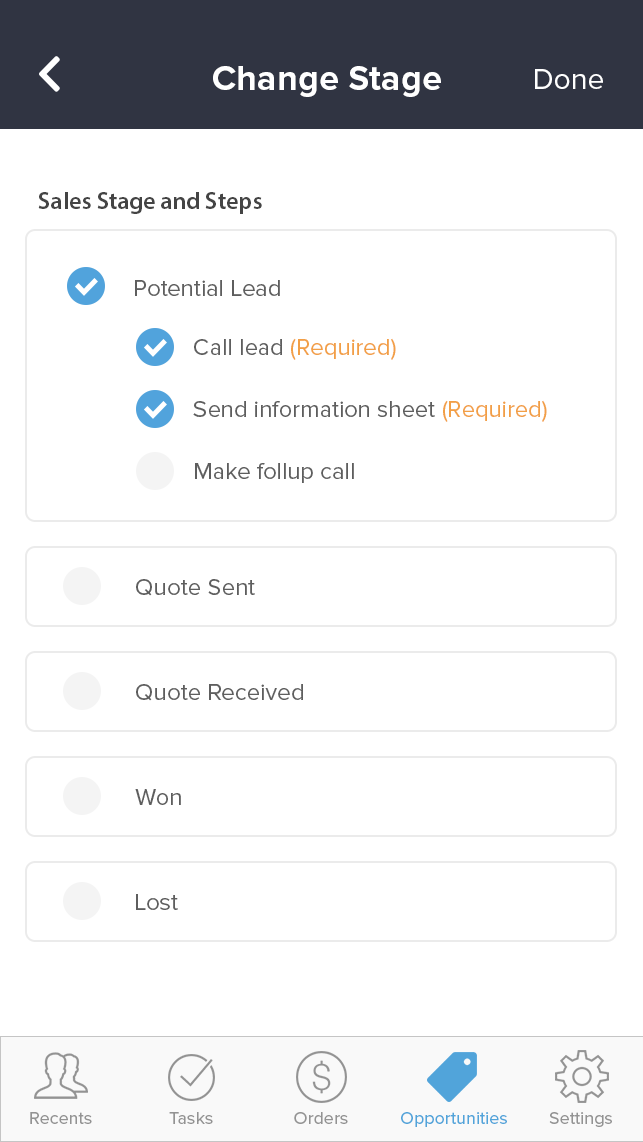 Change Stage
Done
Sales Stage and Steps
Potential Lead
Call lead (Required)
Send information sheet (Required)
Make follup call
Quote Sent
Quote Received
Won
Lost
Recents
Tasks
Orders
Opportunities
Settings